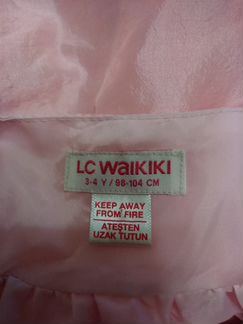 LC WAIKIKI
3-4 Y / 98-104 CM
KEEP AWAY
FROM FIRE
ATEŞTEN
UZAK TUTUN